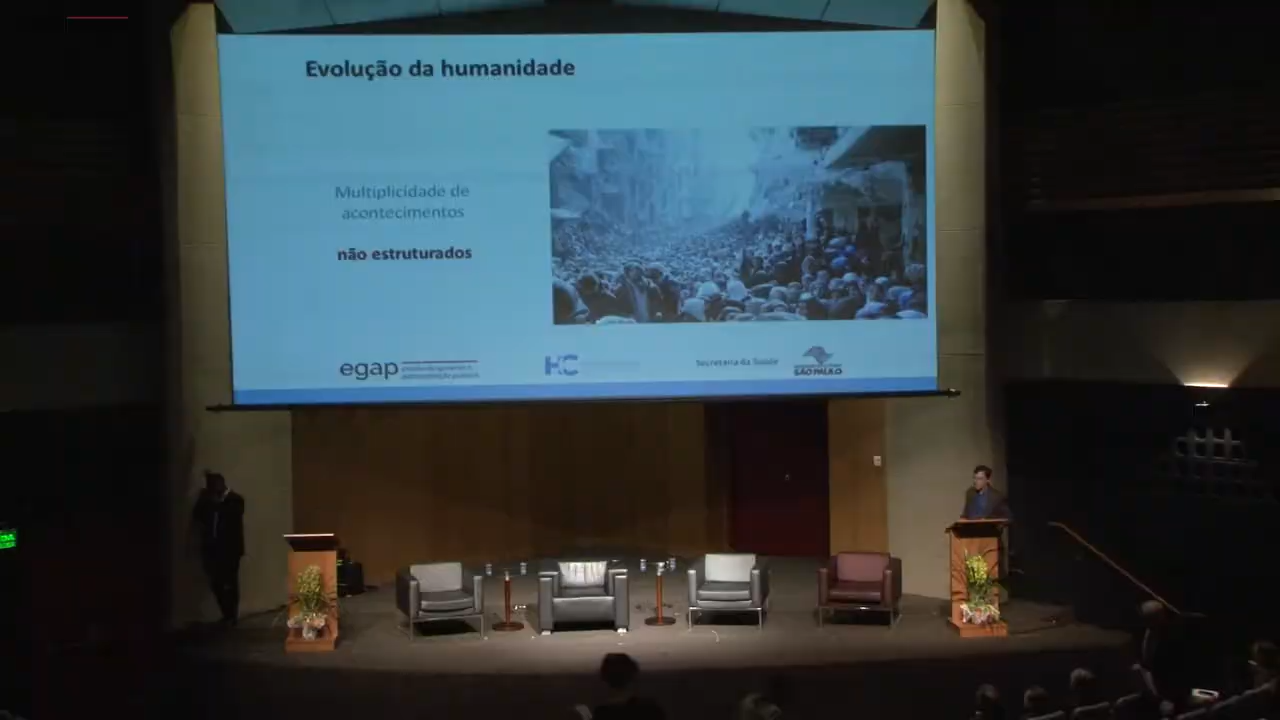 Evolução da humanidade
Multiplicidade de
acontecimentos
não estruturados
egap
HC
Secretaria da Saúde
SÃO PAULO